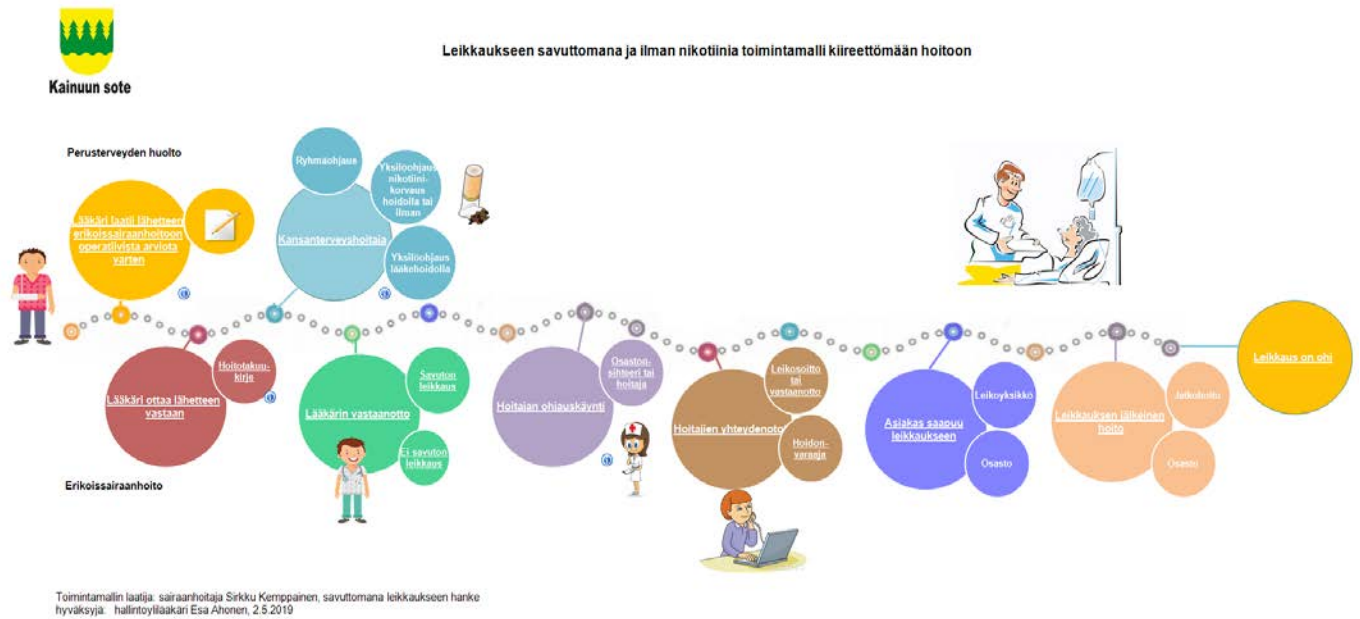 Leikkaukseen savuttomana ja ilman nikotiinia toimintamalli kiireettömään hoitoon
Kainuun sote
Perusterveyden huolto
Lääkäri laatii lähetteen
erikoissairaanhoitoon
operatiivista arviota
varten
Ryhmäohjaus
Yksilöohjaus
nikotiini-
korvaus
hoidolla tai
ilman
Kansanterveyshoitaja
Yksilöohjaus
lääkehoidolla
Lääkäri ottaa lähetteen
vastaan
Hoitotakuu-
kirje
Lääkärin vastaanotto
Savuton
leikkaus
Ei savuton
leikkaus
Hoitajan ohjauskäynti
Osaston-
sihteeri tai
hoitaja
Hoitajien yhteydenoto
Leikosoitto
tai
vastaanotto
Hoidon-
varaaja
Asiakas saapuu
leikkaukseen
Leikoyksikkö
Osasto
Leikkauksen jälkeinen
hoito
Jatkohoito
Osasto
Leikkaus on ohi
Erikoissairaanhoito
Toimintamallin laatija: sairaanhoitaja Sirkku Kemppainen, savuttomana leikkaukseen hanke
hyväksyjä: hallintoylilääkäri Esa Ahonen, 2.5.2019